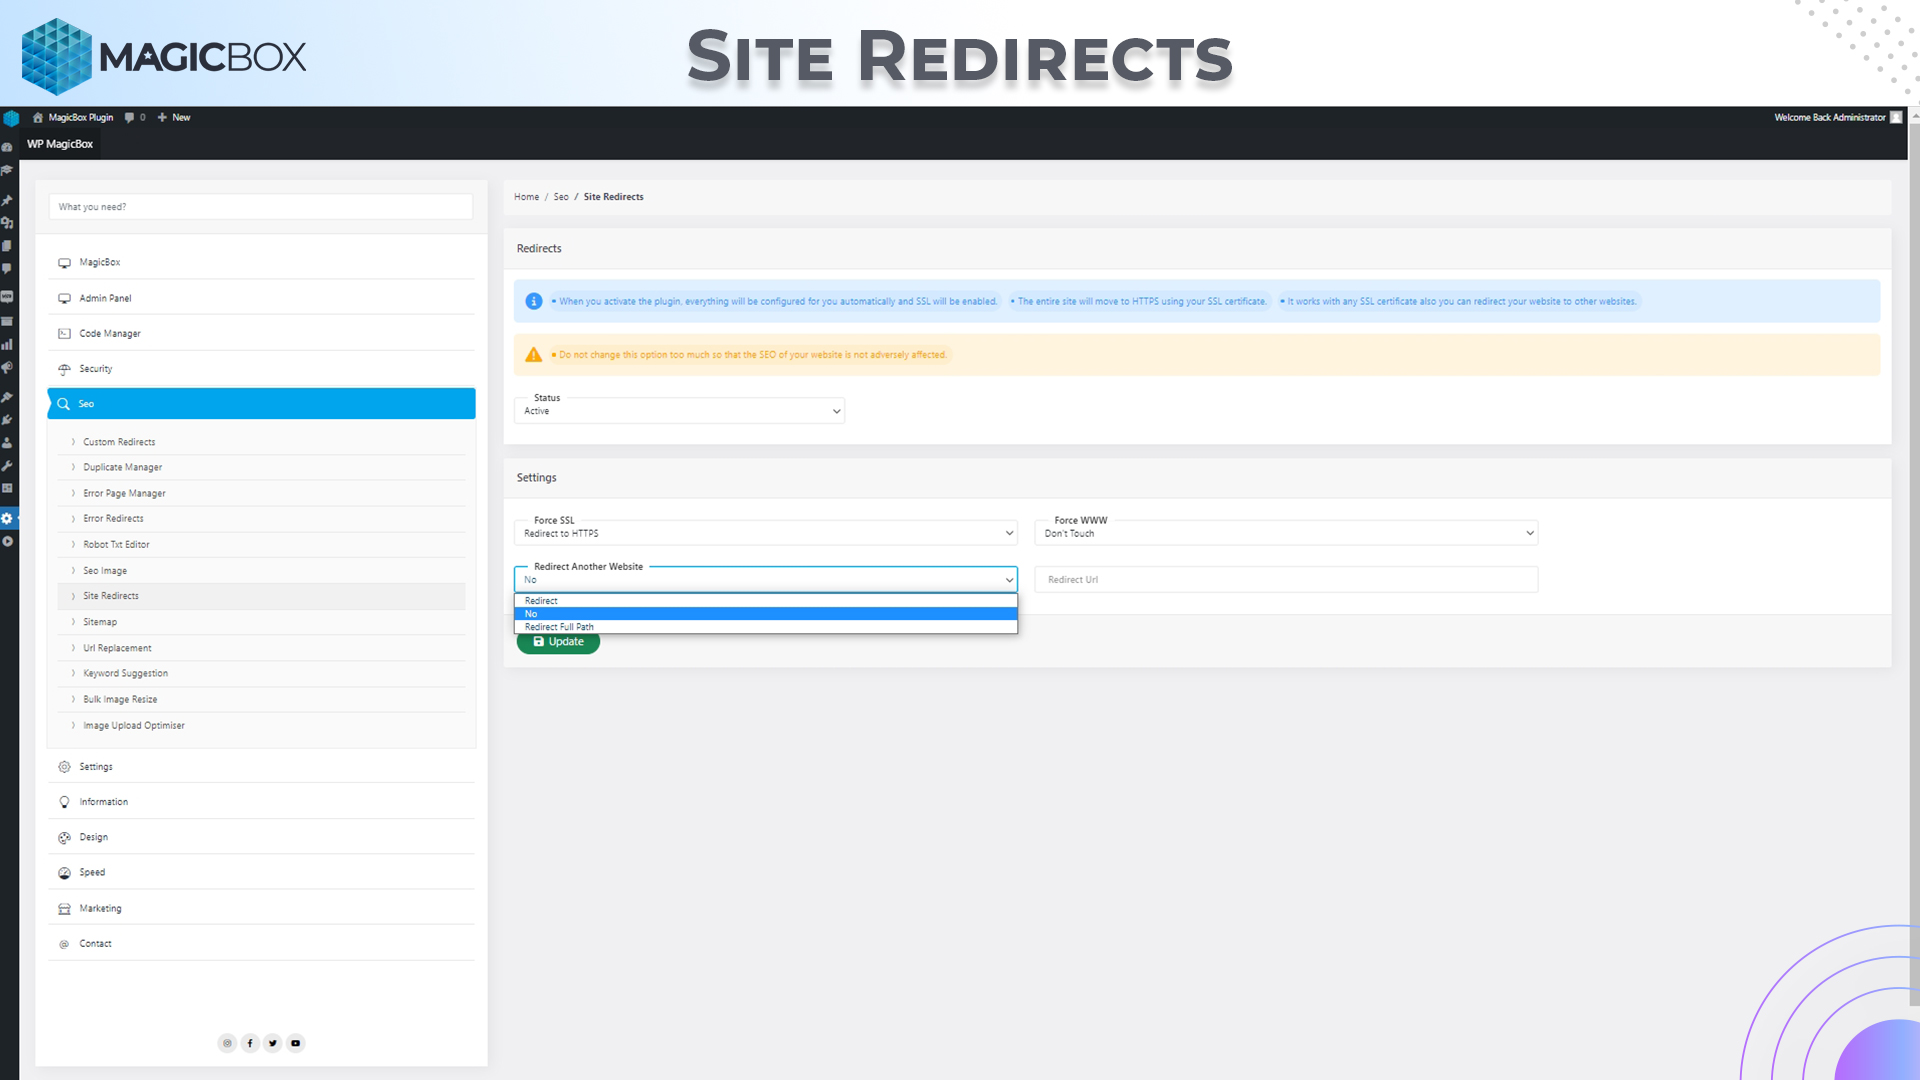 MAGICBOX
SITE REDIRECTS
MagicBox Plugin 0 New
Welcome Back Administrator
WP MagicBox
What you need?
MagicBox
Admin Panel
Code Manager
Security
Seo
Custom Redirects
Duplicate Manager
Error Page Manager
Error Redirects
Robot Txt Editor
Seo Image
Site Redirects
Sitemap
Url Replacement
Keyword Suggestion
Bulk Image Resize
Image Upload Optimiser
Settings
Information
Design
Speed
Marketing
Contact
Home / Seo / Site Redirects
Redirects
▪ When you activate the plugin, everything will be configured for you automatically and SSL will be enabled. ▪ The entire site will move to HTTPS using your SSL certificate. ▪ It works with any SSL certificate also you can redirect your website to other websites.
▪ Do not change this option too much so that the SEO of your website is not adversely affected.
Status
Active
Settings
Force SSL
Redirect to HTTPS
Force WWW
Don't Touch
Redirect Another Website
No
Redirect Url
Redirect
No
Redirect Full Path
Update